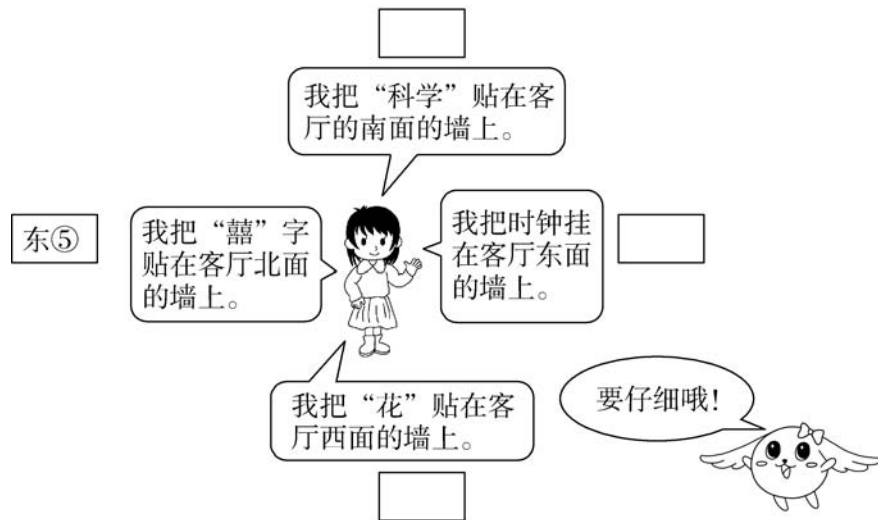 我把“科学”贴在客
厅的南面的墙上。
东⑤
我把“囍”字
贴在客厅北面
的墙上。
我把时钟挂
在客厅东面
的墙上。
我把“花”贴在客
厅西面的墙上。
要仔细哦!